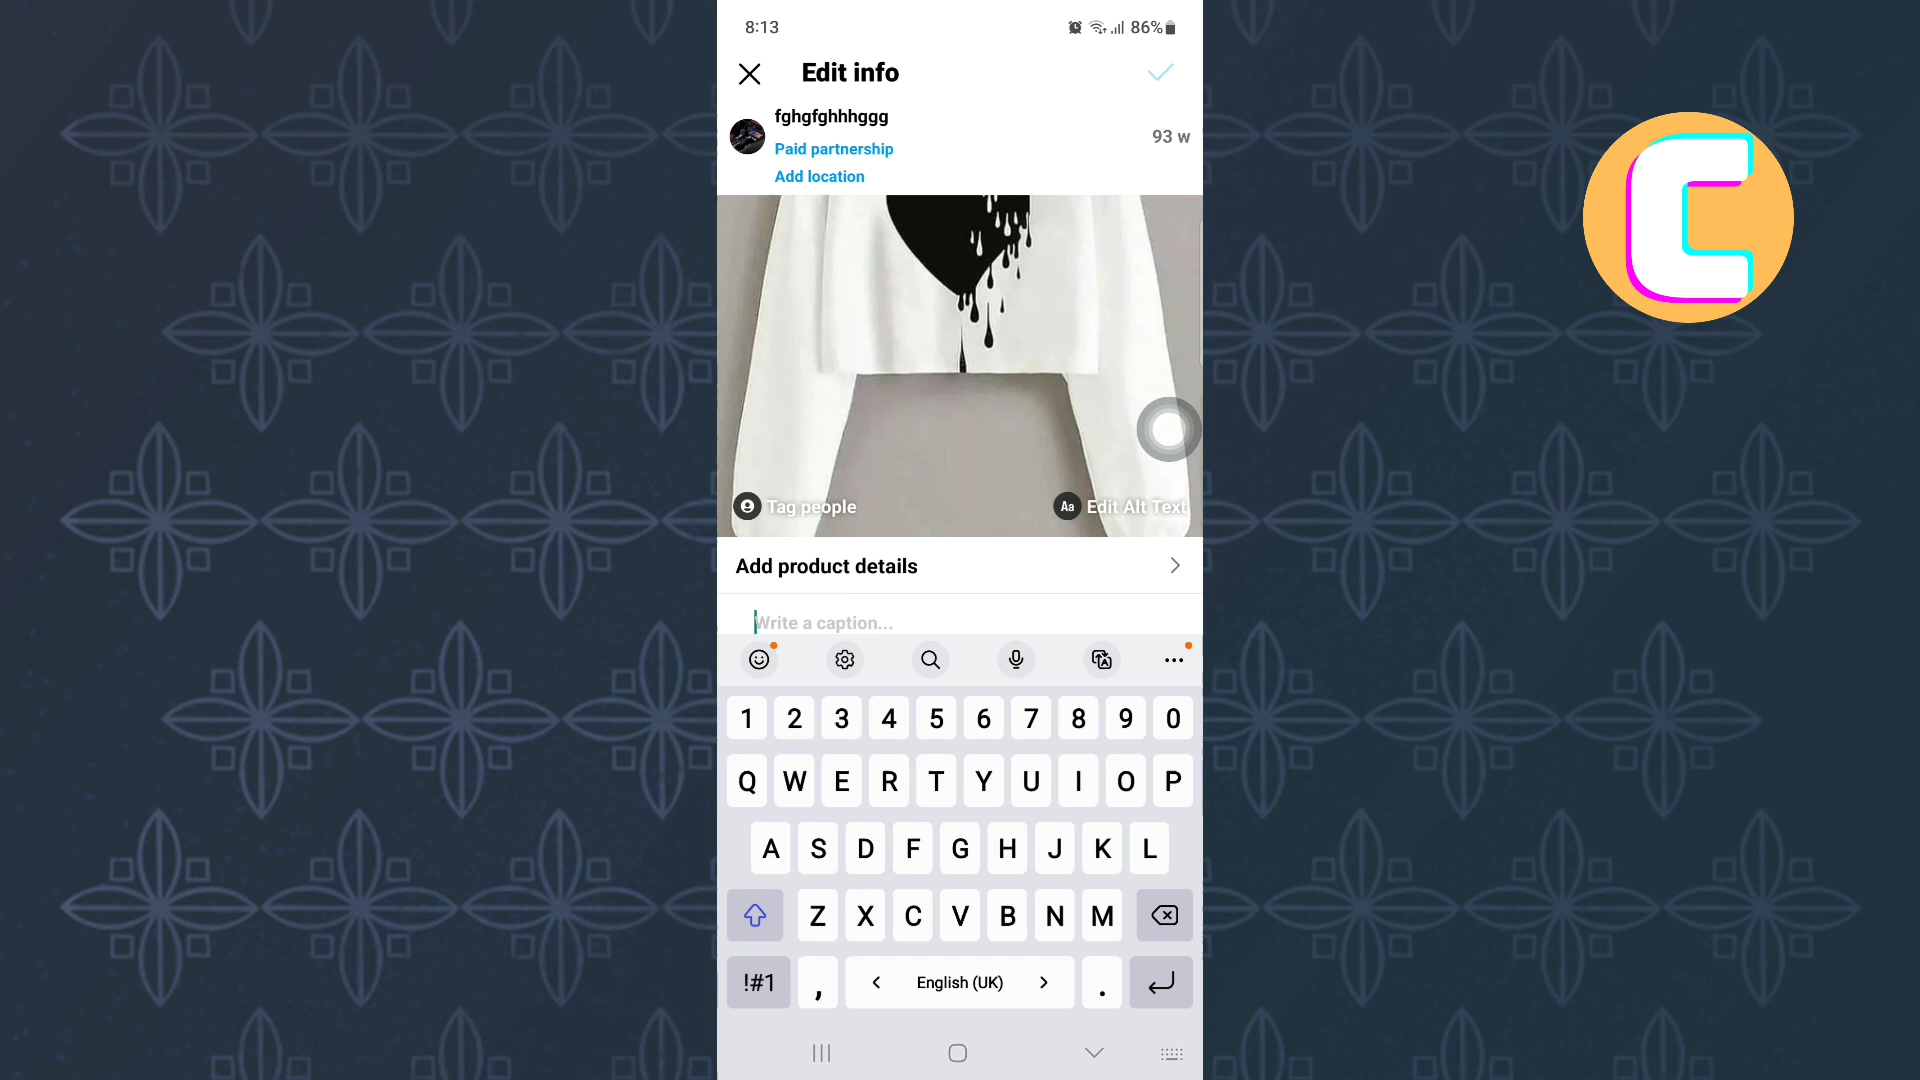 8:13
86%
Edit info
fghgfghhhggg
Paid partnership
93 w
Add location
Tag people
Aa Edit Alt Text
Add product details
Write a caption...
1 2 3 4 5 6 7 8 9 0
Q W E R T Y U I O P
A S D F G H J K L
Z X C V B N M
!#1 , < English (UK) > .
C